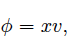 ϕ = xv,